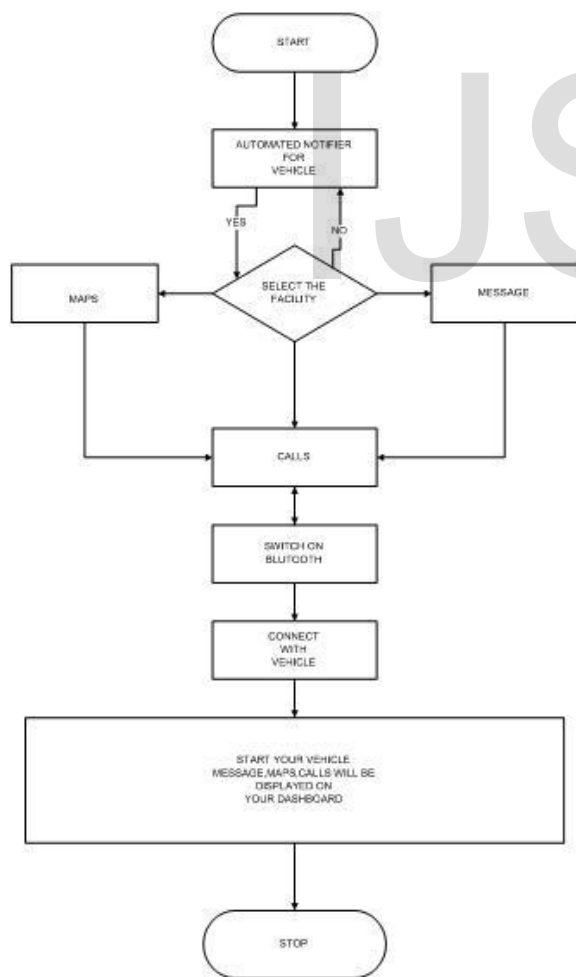 START
AUTOMATED NOTIFIER
FOR
VEHICLE
YES
NO
SELECT THE
FACILITY
MAPS
MESSAGE
CALLS
SWITCH ON
BLUTOOTH
CONNECT
WITH
VEHICLE
START YOUR VEHICLE
MESSAGE,MAPS,CALLS WILL BE
DISPLAYED ON
YOUR DASHBOARD
STOP
IJS